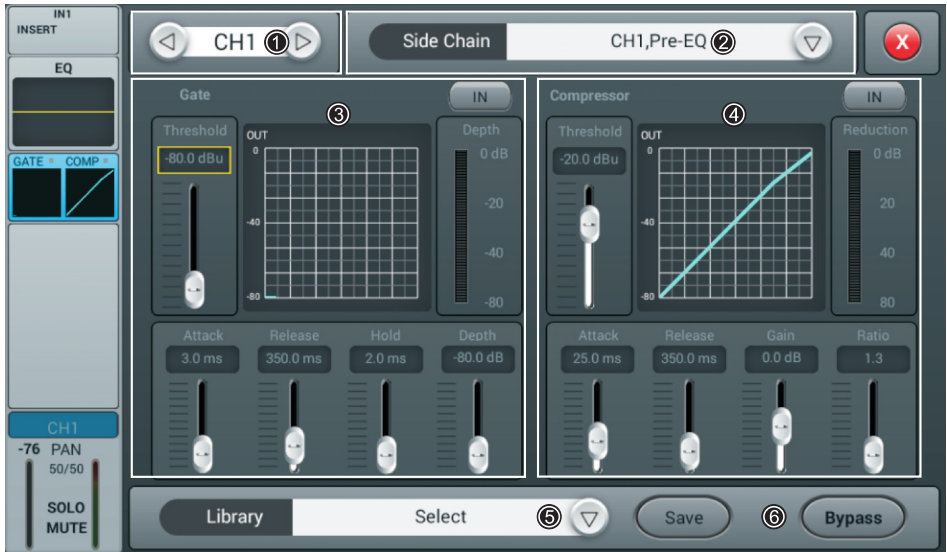 IN1
INSERT
EQ
GATE COMP
CH1
-76 PAN
50/50
SOLO
MUTE
CH1 ①
Side Chain CH1,Pre-EQ ②
X
Gate ③ IN
Threshold
-80.0 dBu
OUT
0
-40
-80
Depth
0 dB
-20
-40
-80
Attack Release Hold Depth
3.0 ms 350.0 ms 2.0 ms -80.0 dB
Compressor ④ IN
Threshold
-20.0 dBu
OUT
0
-40
-80
Reduction
0 dB
20
40
80
Attack Release Gain Ratio
25.0 ms 350.0 ms 0.0 dB 1.3
Library Select ⑤ Save ⑥ Bypass